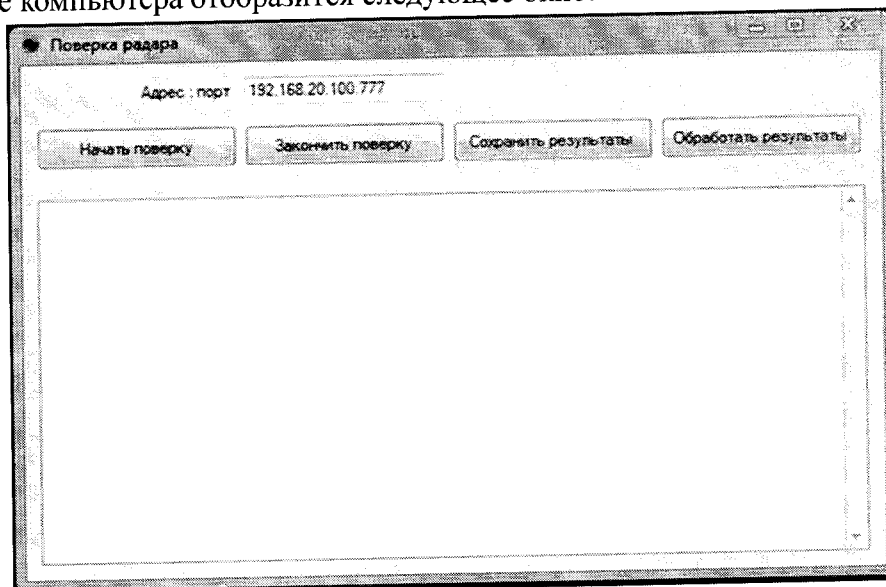 е компьютера отобразится следующее окно.
Поверка радара
Адрес : порт 192.168.20.100:777
Начать поверку Закончить поверку Сохранить результаты Обработать результаты